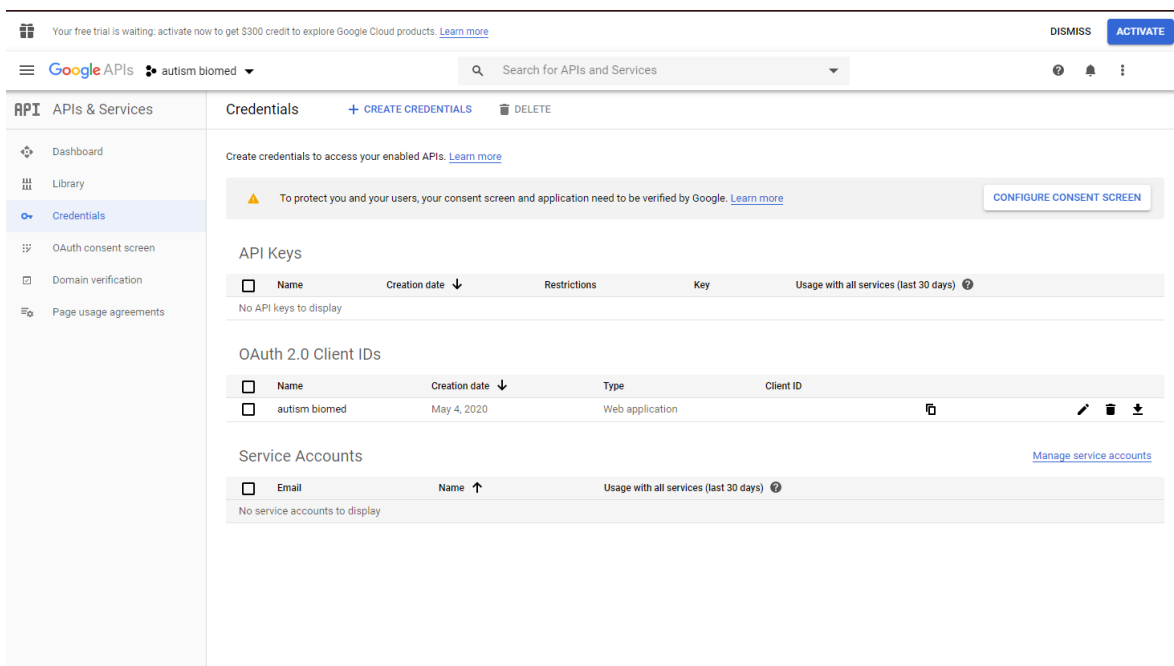 Your free trial is waiting: activate now to get $300 credit to explore Google Cloud products. Learn more
DISMISS
ACTIVATE
Google APIs
autism biomed
Search for APIs and Services
API APIs & Services
Dashboard
Library
Credentials
OAuth consent screen
Domain verification
Page usage agreements
Credentials
+ CREATE CREDENTIALS
DELETE
Create credentials to access your enabled APIs. Learn more
To protect you and your users, your consent screen and application need to be verified by Google. Learn more
CONFIGURE CONSENT SCREEN
API Keys
Name Creation date Restrictions Key Usage with all services (last 30 days)
No API keys to display
OAuth 2.0 Client IDs
Name Creation date Type Client ID
autism biomed May 4, 2020 Web application
Service Accounts
Manage service accounts
Email Name Usage with all services (last 30 days)
No service accounts to display